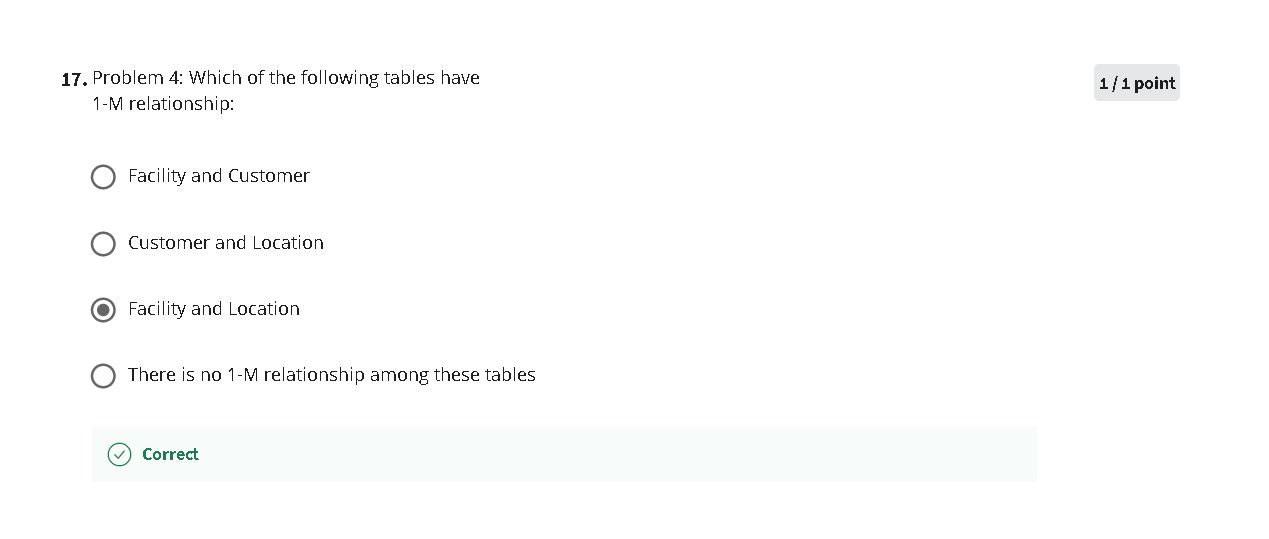 17. Problem 4: Which of the following tables have
1-M relationship:
1 / 1 point
Facility and Customer
Customer and Location
Facility and Location
There is no 1-M relationship among these tables
Correct